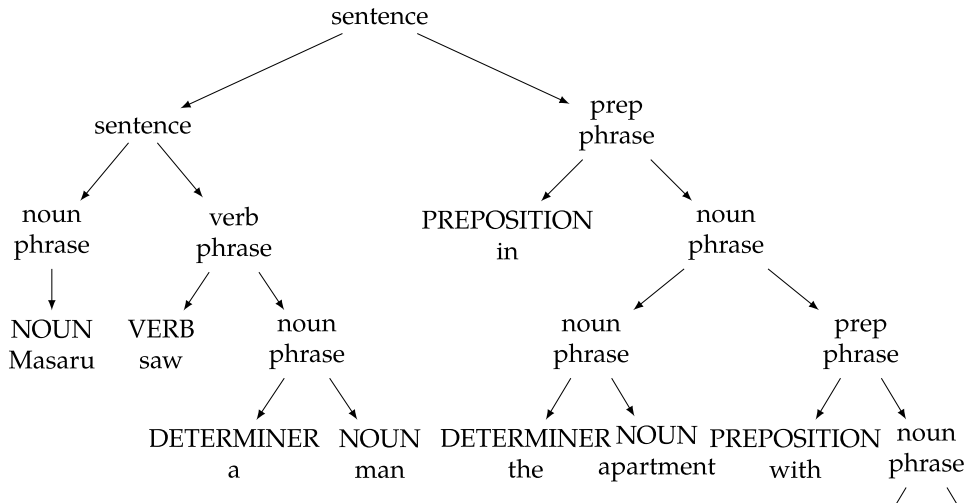 sentence
sentence
prep
phrase
noun
phrase
verb
phrase
PREPOSITION
in
noun
phrase
NOUN
Masaru
VERB
saw
noun
phrase
noun
phrase
prep
phrase
DETERMINER
a
NOUN
man
DETERMINER
the
NOUN
apartment
PREPOSITION
with
noun
phrase